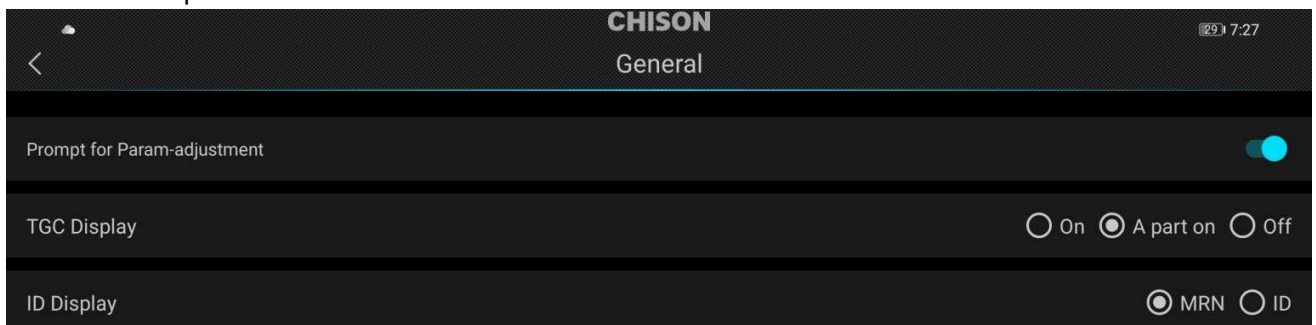 CHISON
29 7:27
General
Prompt for Param-adjustment
TGC Display On A part on Off
ID Display MRN ID